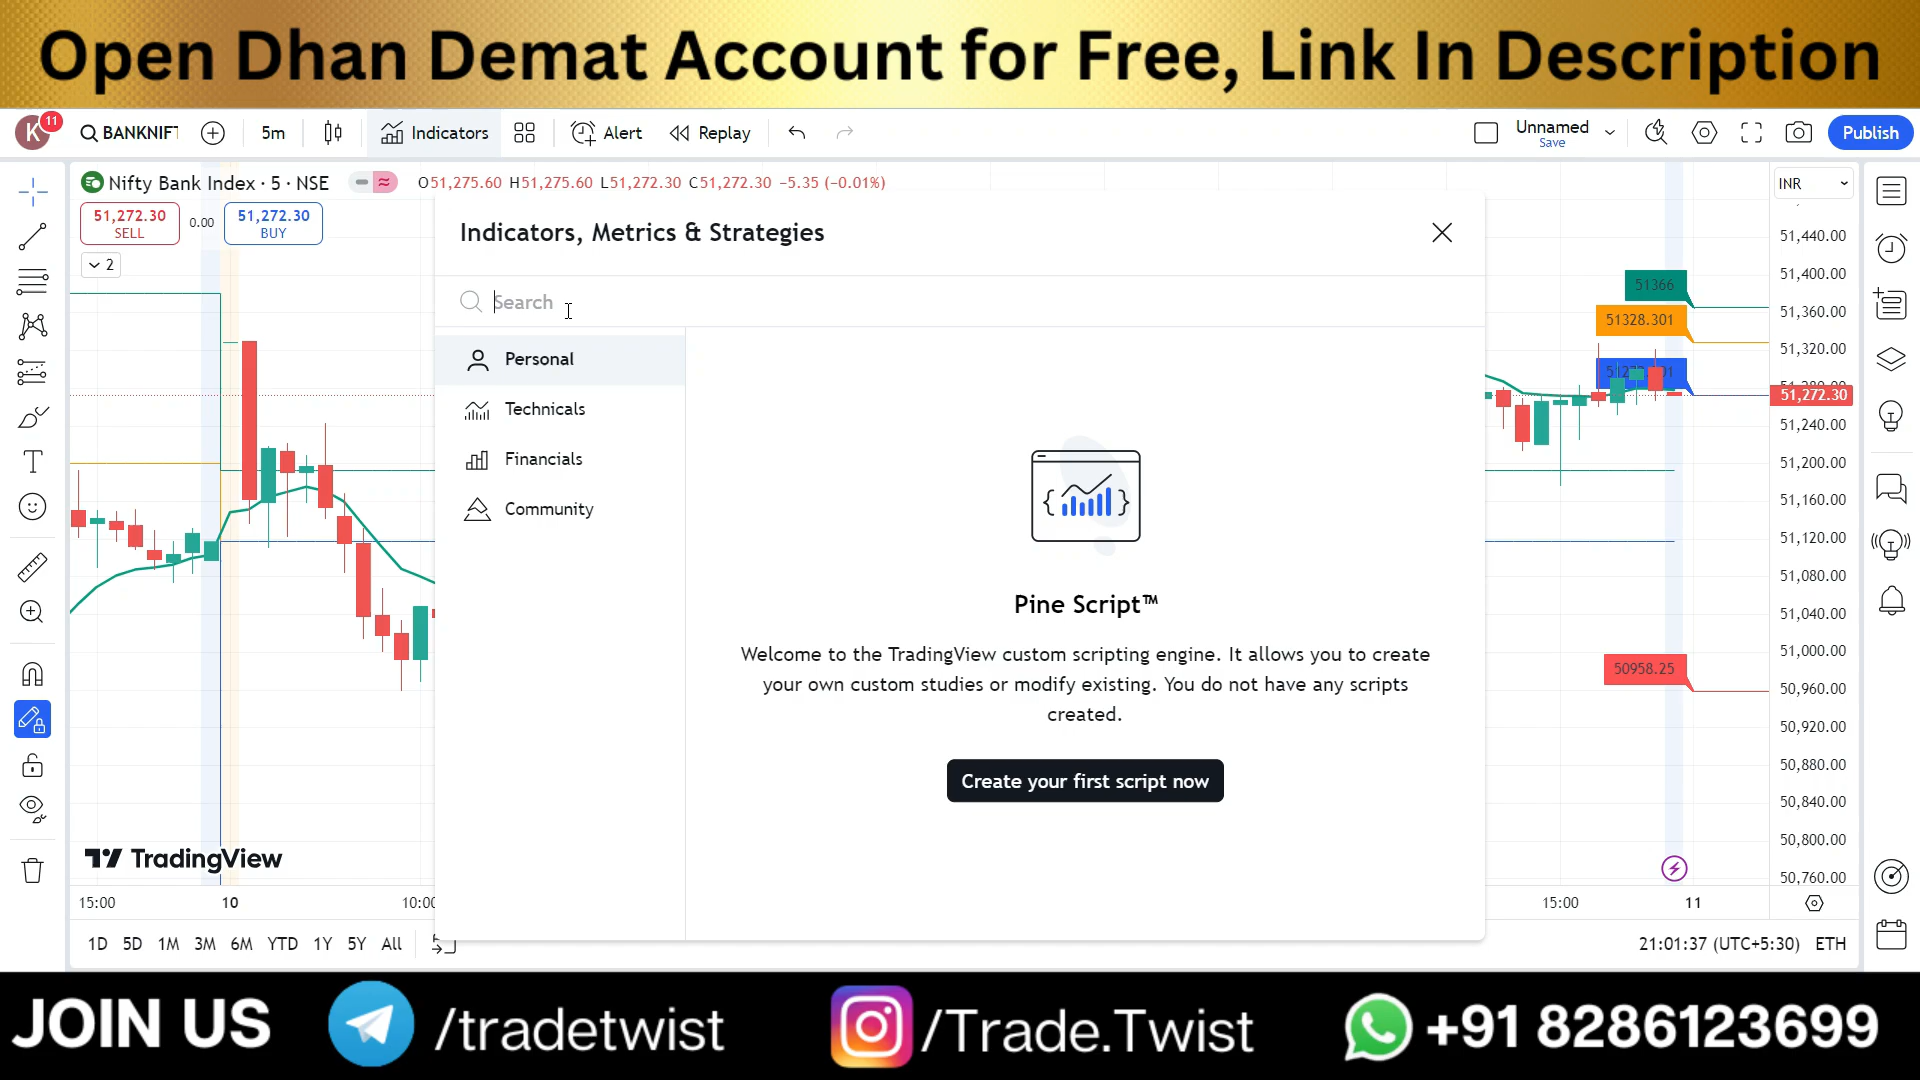 Open Dhan Demat Account for Free, Link In Description
K 11 BANKNIFT 5m Indicators Alert Replay Unnamed Save Publish
Nifty Bank Index · 5 · NSE O51,275.60 H51,275.60 L51,272.30 C51,272.30 −5.35 (−0.01%) INR
51,272.30 SELL 0.00 51,272.30 BUY
2
Indicators, Metrics & Strategies
Search
Personal
Technicals
Financials
Community
Pine Script™
Welcome to the TradingView custom scripting engine. It allows you to create
your own custom studies or modify existing. You do not have any scripts
created.
Create your first script now
51366
51328.301
50958.25
51,440.00
51,400.00
51,360.00
51,320.00
51,272.30
51,240.00
51,200.00
51,160.00
51,120.00
51,080.00
51,040.00
51,000.00
50,960.00
50,920.00
50,880.00
50,840.00
50,800.00
50,760.00
TradingView
15:00 10 10:00 15:00 11
1D 5D 1M 3M 6M YTD 1Y 5Y All 21:01:37 (UTC+5:30) ETH
JOIN US /tradetwist /Trade.Twist +91 8286123699